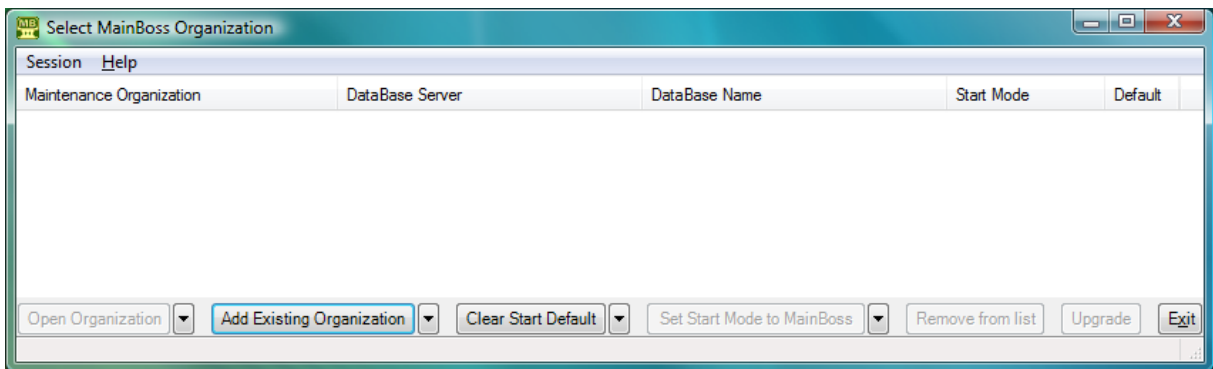 MB Select MainBoss Organization
Session Help
Maintenance Organization DataBase Server DataBase Name Start Mode Default
Open Organization Add Existing Organization Clear Start Default Set Start Mode to MainBoss Remove from list Upgrade Exit